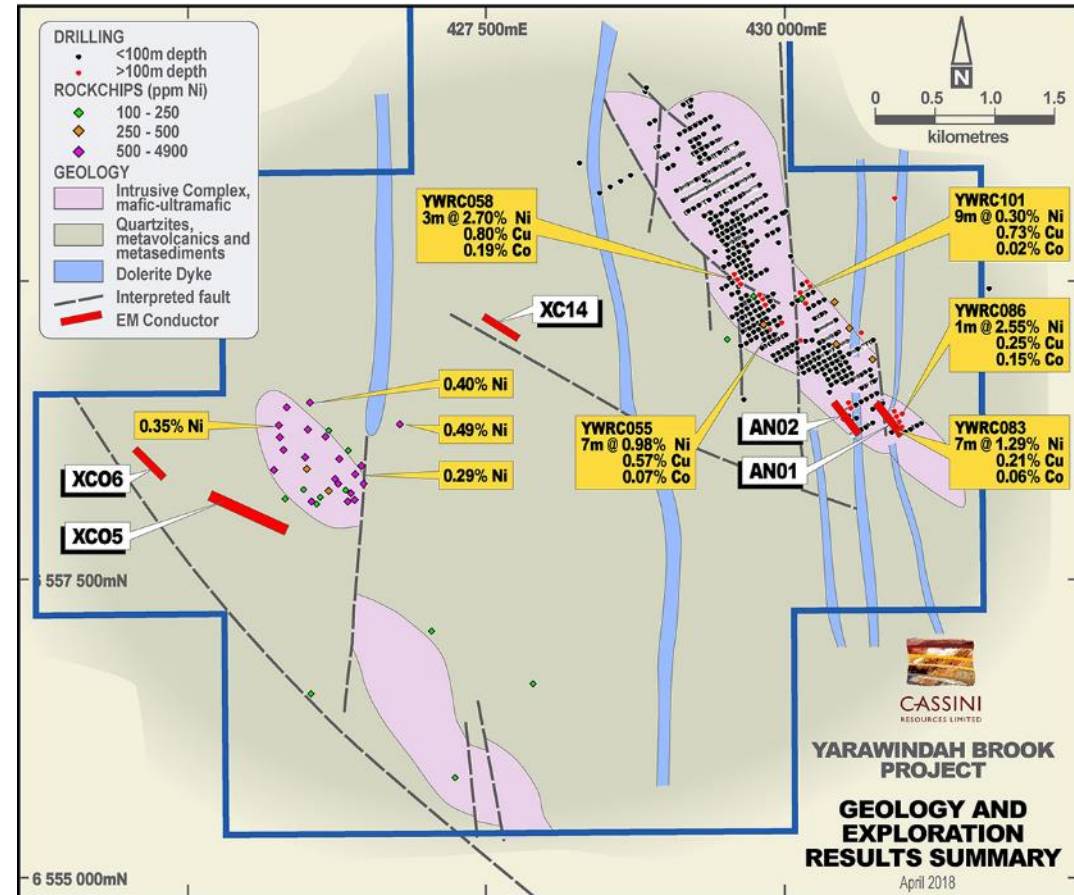 427 500mE
430 000mE
DRILLING
<100m depth
>100m depth
ROCKCHIPS (ppm Ni)
100 - 250
250 - 500
500 - 4900
GEOLOGY
Intrusive Complex,
mafic-ultramafic
Quartzites,
metavolcanics and
metasediments
Dolerite Dyke
Interpreted fault
EM Conductor
N
0 0.5 1.0 1.5
kilometres
YWRC058
3m @ 2.70% Ni
0.80% Cu
0.19% Co
YWRC101
9m @ 0.30% Ni
0.73% Cu
0.02% Co
XC14
YWRC086
1m @ 2.55% Ni
0.25% Cu
0.15% Co
0.40% Ni
0.35% Ni
0.49% Ni
0.29% Ni
YWRC055
7m @ 0.98% Ni
0.57% Cu
0.07% Co
AN02
AN01
YWRC083
7m @ 1.29% Ni
0.21% Cu
0.06% Co
XCO6
XCO5
6 557 500mN
CASSINI
RESOURCES LIMITED
YARAWINDAH BROOK
PROJECT
GEOLOGY AND
EXPLORATION
RESULTS SUMMARY
April 2018
6 555 000mN